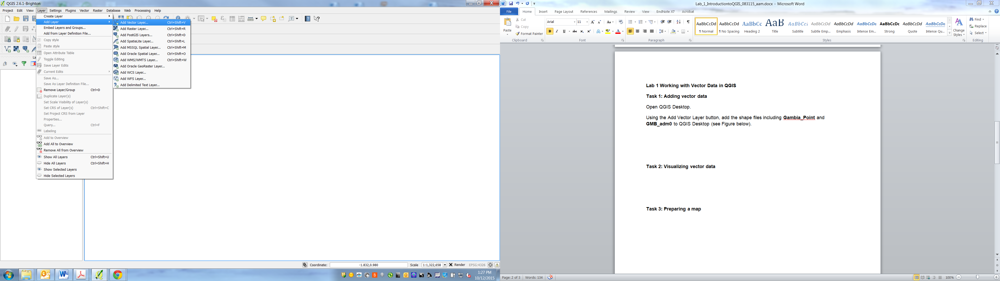 QGIS 2.6.1-Brighton
Project Edit View Layer Settings Plugins Vector Raster Database Web Processing Help
Create Layer
Add Layer
Embed Layers and Groups...
Add from Layer Definition File...
Copy style
Paste style
Open Attribute Table
Toggle Editing
Save Layer Edits
Current Edits
Save As...
Save As Layer Definition File...
Remove Layer/Group Ctrl+D
Duplicate Layer(s)
Set Scale Visibility of Layer(s)
Set CRS of Layer(s) Ctrl+Shift+C
Set Project CRS from Layer
Properties...
Query... Ctrl+F
Labeling
Add to Overview
Add All to Overview
Remove All from Overview
Show All Layers Ctrl+Shift+U
Hide All Layers Ctrl+Shift+H
Show Selected Layers
Hide Selected Layers
Add Vector Layer... Ctrl+Shift+V
Add Raster Layer... Ctrl+Shift+R
Add PostGIS Layers... Ctrl+Shift+D
Add SpatiaLite Layer... Ctrl+Shift+L
Add MSSQL Spatial Layer... Ctrl+Shift+M
Add Oracle Spatial Layer... Ctrl+Shift+O
Add WMS/WMTS Layer... Ctrl+Shift+W
Add Oracle GeoRaster Layer...
Add WCS Layer...
Add WFS Layer...
Add Delimited Text Layer...
La
Coordinate: -1.832,0.980 Scale 1:1,322,658 Render EPSG:4326
1:27 PM
10/12/2015
Lab_1_IntroductiontoQGIS_083115_aam.docx - Microsoft Word
File Home Insert Page Layout References Mailings Review View EndNote X7 Acrobat
Paste
Cut
Copy
Format Painter
Clipboard
Arial 11
Font
Paragraph
AaBbCcDd AaBbCcDd AaBbCc AaB AaBbCcI AaBbCcDd AaBbCcDd AaBbCcDc AaBbCcDc AaBbCcDd AaBbCcDc
¶ Normal ¶ No Spacing Heading 2 Title Subtitle Subtle Emp... Emphasis Intense Em... Strong Quote Intense Qu...
Styles
Change
Styles
Find
Replace
Select
Editing
Lab 1 Working with Vector Data in QGIS
Task 1: Adding vector data
Open QGIS Desktop.
Using the Add Vector Layer button, add the shape files including Gambia_Point and
GMB_adm0 to QGIS Desktop (see Figure below).
Task 2: Visualizing vector data
Task 3: Preparing a map
Page: 2 of 3 Words: 134
100%